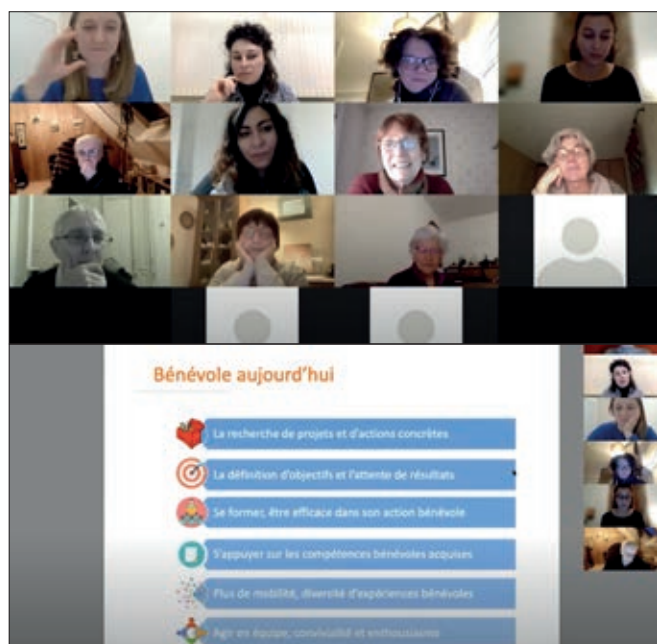 Bénévole aujourd'hui
La recherche de projets et d'actions concrètes
La définition d'objectifs et l'attente de résultats
Se former, être efficace dans son action bénévole
S'appuyer sur les compétences bénévoles acquises
Plus de mobilité, diversité d'expériences bénévoles
Agir en équipe, convivialité et enthousiasme